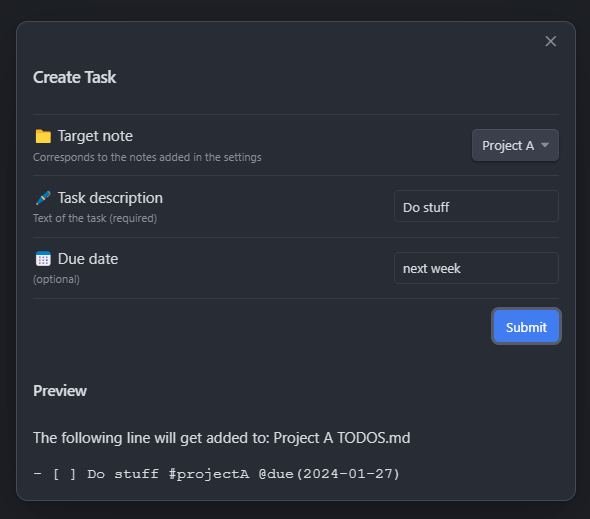 Create Task
Target note
Project A
Corresponds to the notes added in the settings
Task description
Do stuff
Text of the task (required)
Due date
next week
(optional)
Submit
Preview
The following line will get added to: Project A TODOS.md
- [ ] Do stuff #projectA @due(2024-01-27)